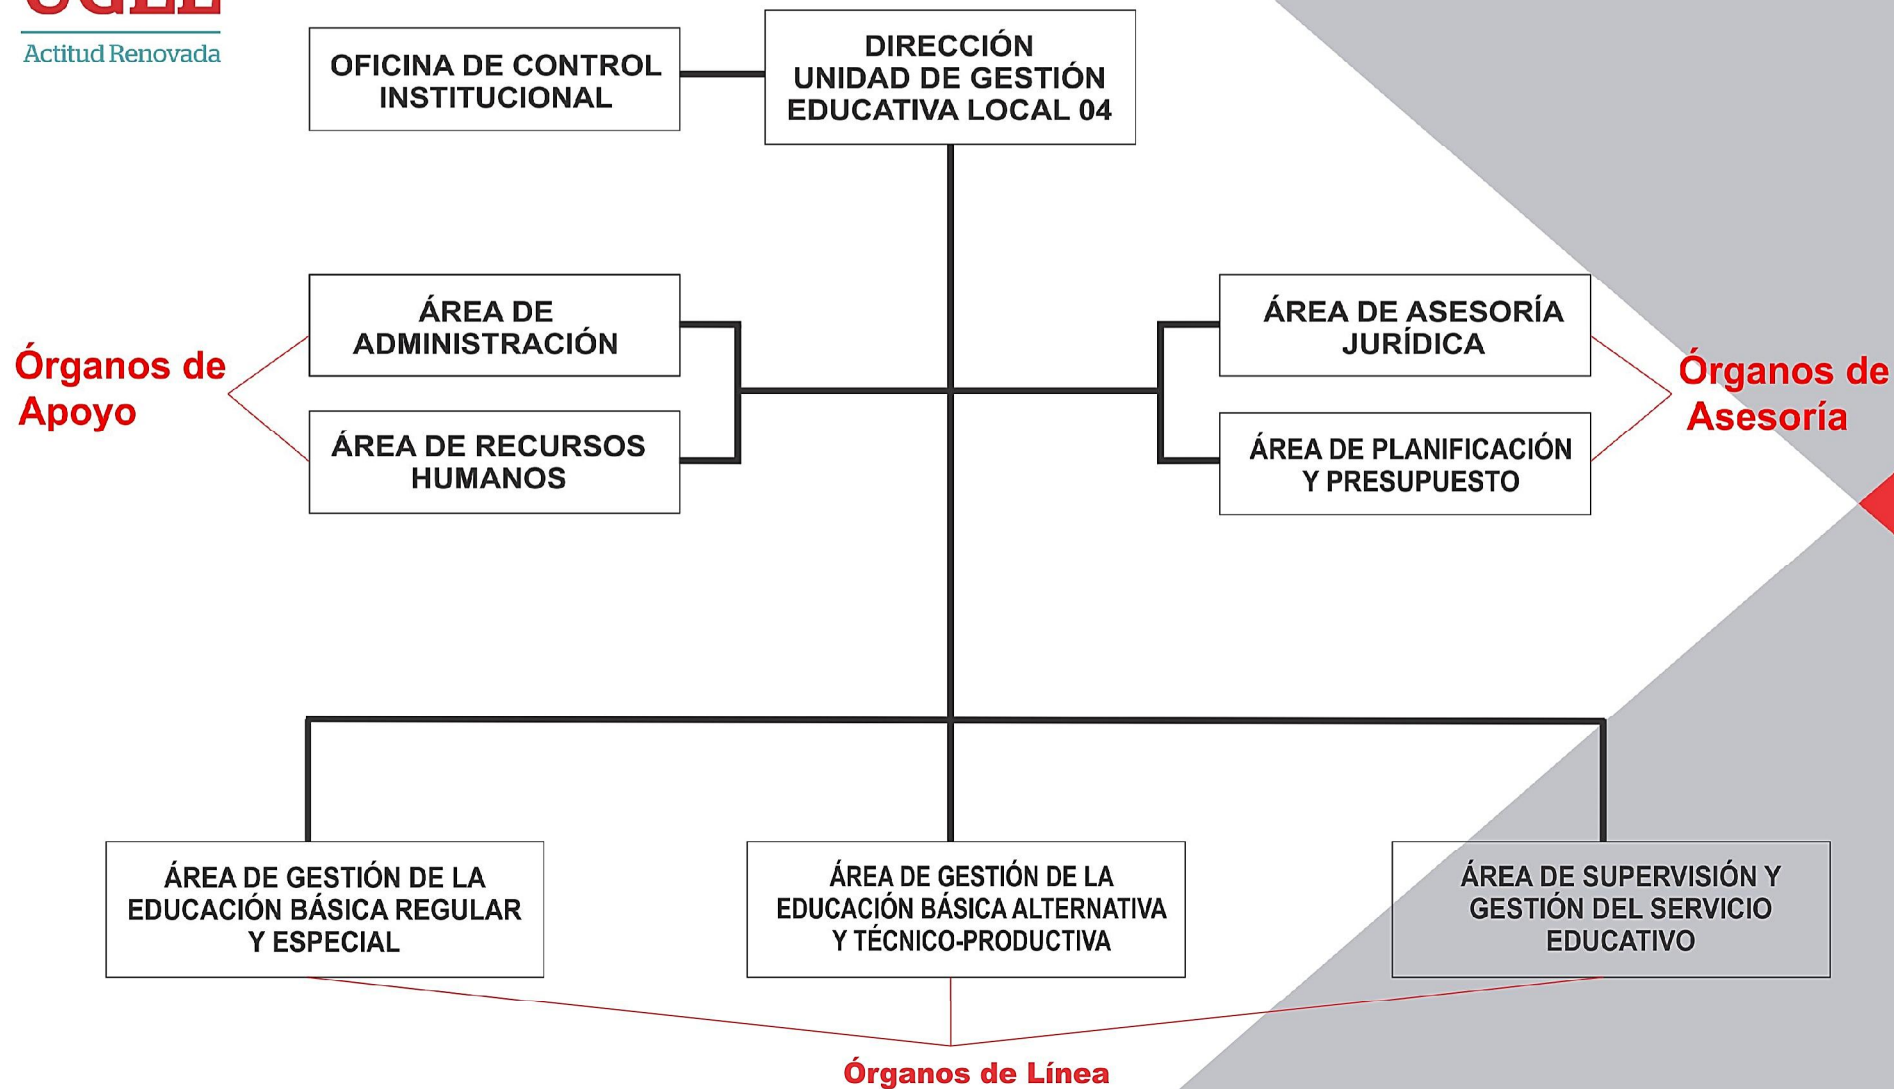 UGEL
Actitud Renovada
OFICINA DE CONTROL
INSTITUCIONAL
DIRECCIÓN
UNIDAD DE GESTIÓN
EDUCATIVA LOCAL 04
Órganos de
Apoyo
ÁREA DE
ADMINISTRACIÓN
ÁREA DE RECURSOS
HUMANOS
ÁREA DE ASESORÍA
JURÍDICA
ÁREA DE PLANIFICACIÓN
Y PRESUPUESTO
Órganos de
Asesoría
ÁREA DE GESTIÓN DE LA
EDUCACIÓN BÁSICA REGULAR
Y ESPECIAL
ÁREA DE GESTIÓN DE LA
EDUCACIÓN BÁSICA ALTERNATIVA
Y TÉCNICO-PRODUCTIVA
ÁREA DE SUPERVISIÓN Y
GESTIÓN DEL SERVICIO
EDUCATIVO
Órganos de Línea